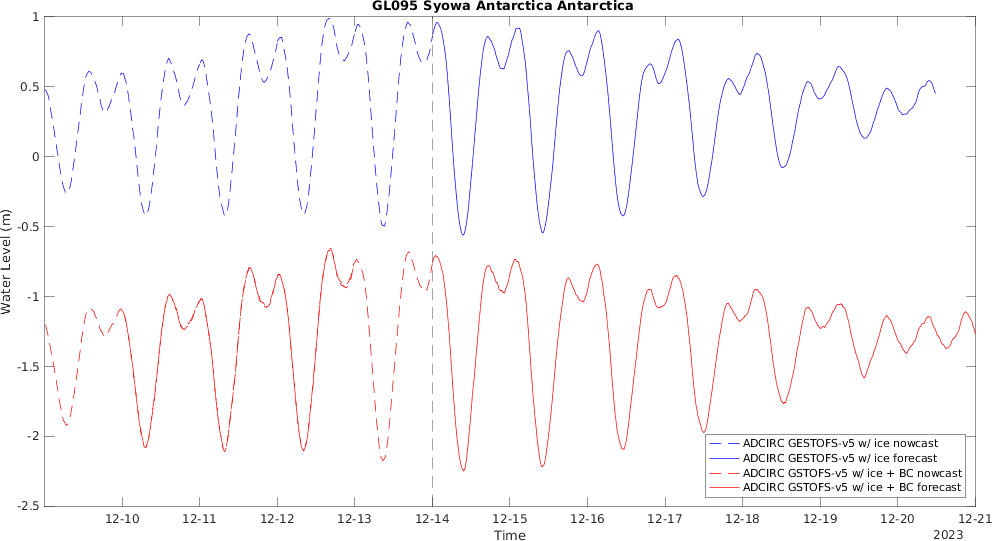 GL095 Syowa Antarctica Antarctica
1
0.5
0
-0.5
-1
-1.5
-2
-2.5
Water Level (m)
ADCIRC GESTOFS-v5 w/ ice nowcast
ADCIRC GESTOFS-v5 w/ ice forecast
ADCIRC GSTOFS-v5 w/ ice + BC nowcast
ADCIRC GSTOFS-v5 w/ ice + BC forecast
12-10 12-11 12-12 12-13 12-14 12-15 12-16 12-17 12-18 12-19 12-20 12-21
Time
2023